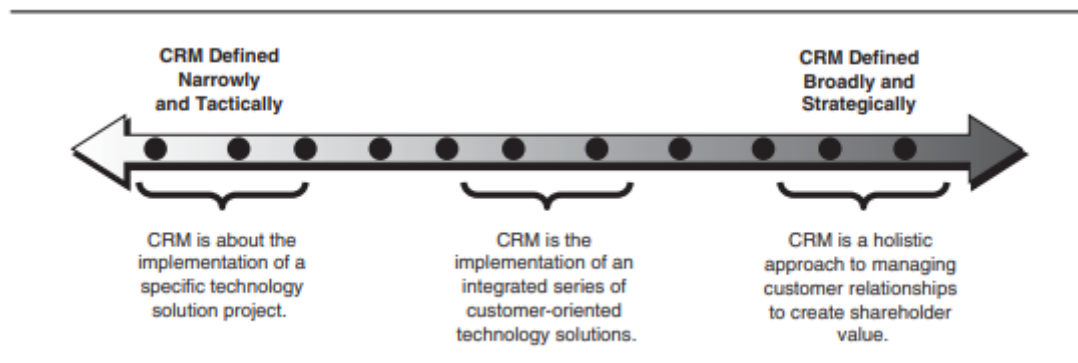 CRM Defined
Narrowly
and Tactically
CRM Defined
Broadly and
Strategically
CRM is about the
implementation of a
specific technology
solution project.
CRM is the
implementation of an
integrated series of
customer-oriented
technology solutions.
CRM is a holistic
approach to managing
customer relationships
to create shareholder
value.